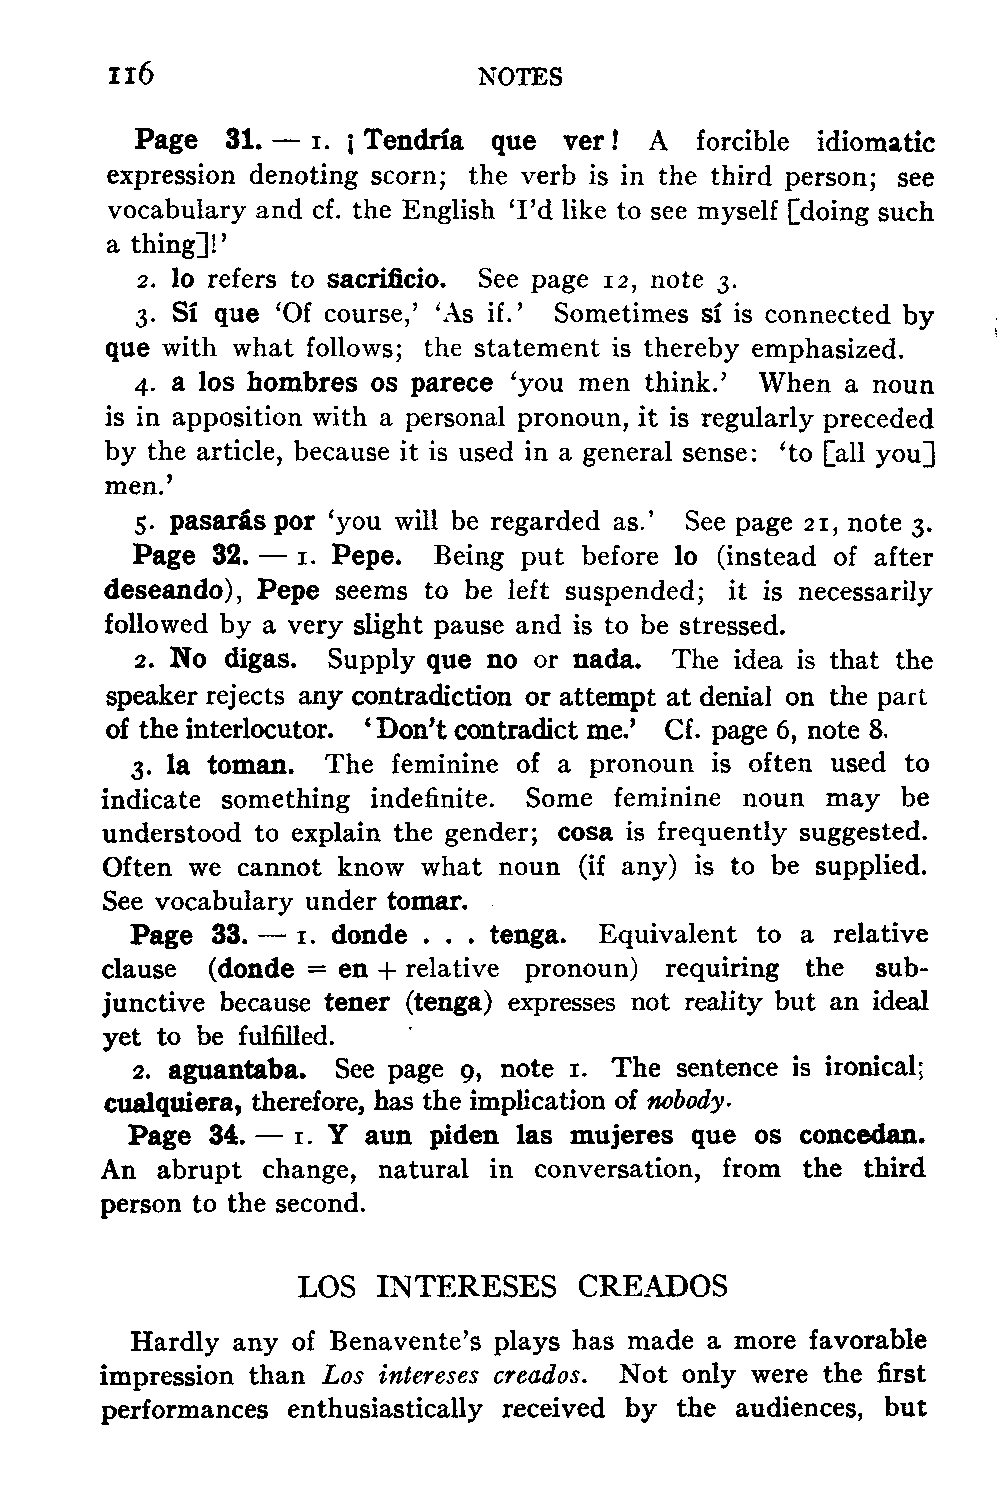 116 NOTES
Page 31. — 1. ¡ Tendría que ver! A forcible idiomatic
expression denoting scorn; the verb is in the third person; see
vocabulary and cf. the English ‘I’d like to see myself [doing such
a thing]!’
2. lo refers to sacrificio. See page 12, note 3.
3. Sí que ‘Of course,’ ‘As if.’ Sometimes sí is connected by
que with what follows; the statement is thereby emphasized.
4. a los hombres os parece ‘you men think.’ When a noun
is in apposition with a personal pronoun, it is regularly preceded
by the article, because it is used in a general sense: ‘to [all you]
men.’
5. pasarás por ‘you will be regarded as.’ See page 21, note 3.
Page 32. — 1. Pepe. Being put before lo (instead of after
deseando), Pepe seems to be left suspended; it is necessarily
followed by a very slight pause and is to be stressed.
2. No digas. Supply que no or nada. The idea is that the
speaker rejects any contradiction or attempt at denial on the part
of the interlocutor. ‘Don’t contradict me.’ Cf. page 6, note 8.
3. la toman. The feminine of a pronoun is often used to
indicate something indefinite. Some feminine noun may be
understood to explain the gender; cosa is frequently suggested.
Often we cannot know what noun (if any) is to be supplied.
See vocabulary under tomar.
Page 33. — 1. donde . . . tenga. Equivalent to a relative
clause (donde = en + relative pronoun) requiring the sub-
junctive because tener (tenga) expresses not reality but an ideal
yet to be fulfilled.
2. aguantaba. See page 9, note 1. The sentence is ironical;
cualquiera, therefore, has the implication of nobody.
Page 34. — 1. Y aun piden las mujeres que os concedan.
An abrupt change, natural in conversation, from the third
person to the second.
LOS INTERESES CREADOS
Hardly any of Benavente’s plays has made a more favorable
impression than Los intereses creados. Not only were the first
performances enthusiastically received by the audiences, but